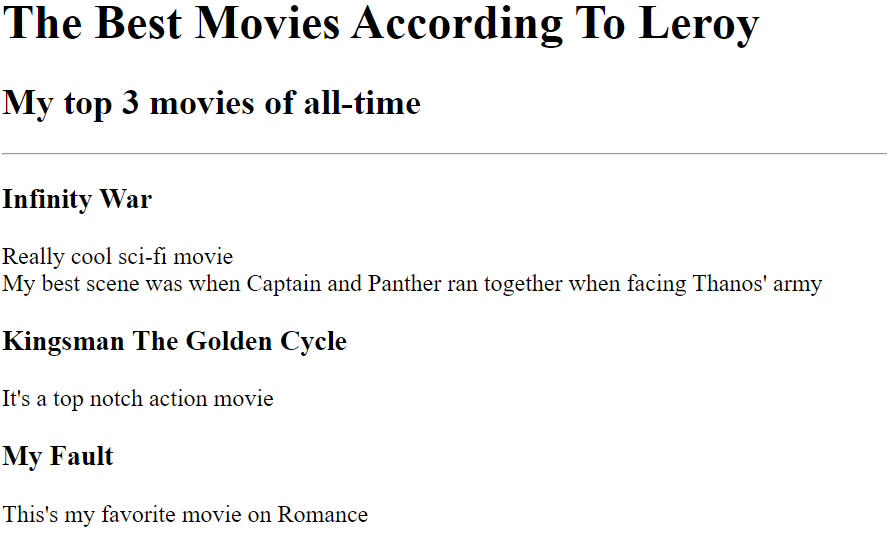 The Best Movies According To Leroy
My top 3 movies of all-time
Infinity War
Really cool sci-fi movie
My best scene was when Captain and Panther ran together when facing Thanos' army
Kingsman The Golden Cycle
It's a top notch action movie
My Fault
This's my favorite movie on Romance